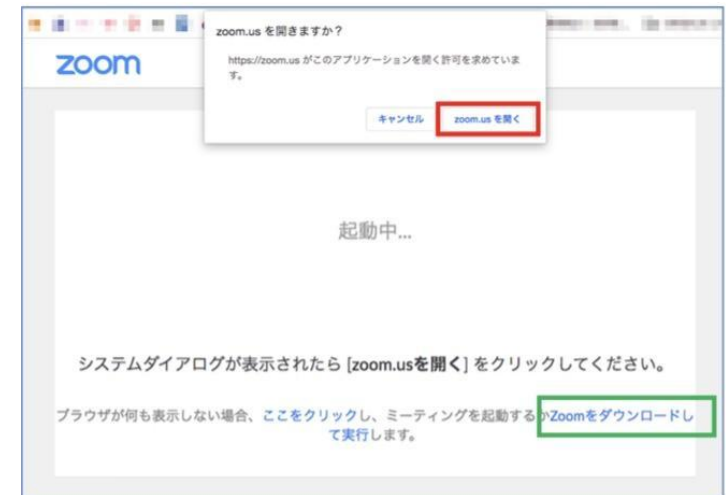 zoom.us を開きますか？
https://zoom.us がこのアプリケーションを開く許可を求めていま
す。
キャンセル
zoom.us を開く
zoom
起動中...
システムダイアログが表示されたら [zoom.usを開く] をクリックしてください。
ブラウザが何も表示しない場合、ここをクリックし、ミーティングを起動するかZoomをダウンロードし
て実行します。